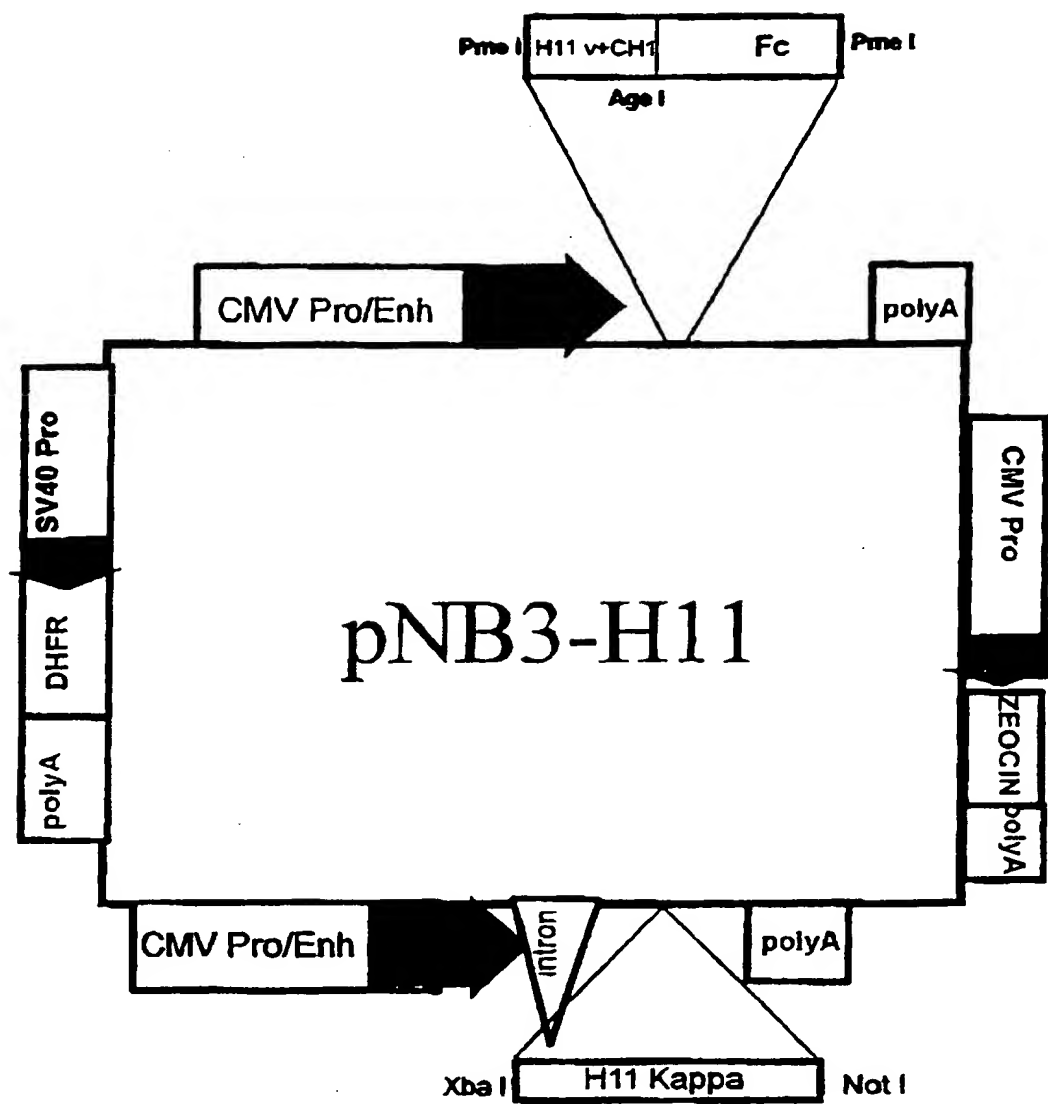 Pme I H11 v+CH1 Fc Pme I
Age I
CMV Pro/Enh
polyA
SV40 Pro
DHFR
polyA
pNB3-H11
CMV Pro
ZEOCIN
polyA
CMV Pro/Enh
Intron
polyA
Xba I H11 Kappa Not I